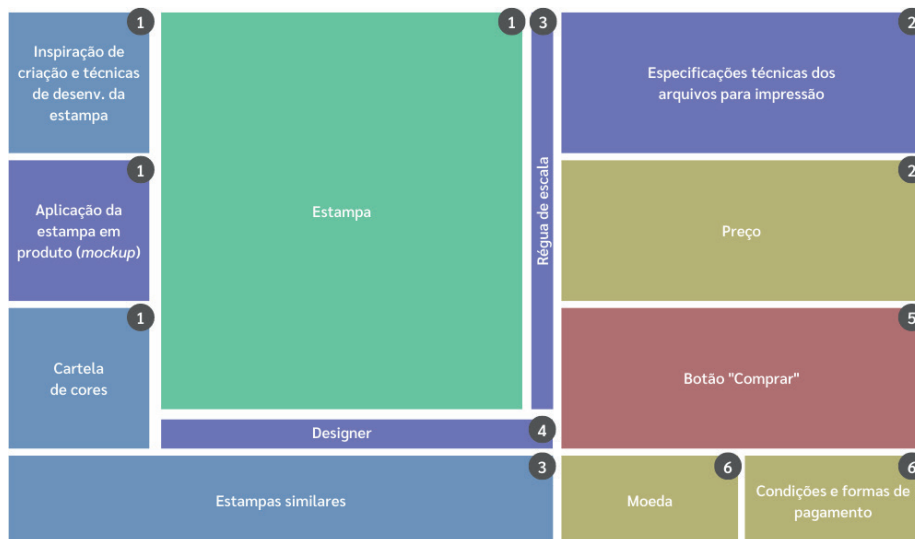 1
Inspiração de
criação e técnicas
de desenv. da
estampa
1
Aplicação da
estampa em
produto (mockup)
1
Cartela
de cores
1
Estampa
3
Régua de escala
4
Designer
3
Estampas similares
2
Especificações técnicas dos
arquivos para impressão
2
Preço
5
Botão "Comprar"
6
Moeda
6
Condições e formas de
pagamento